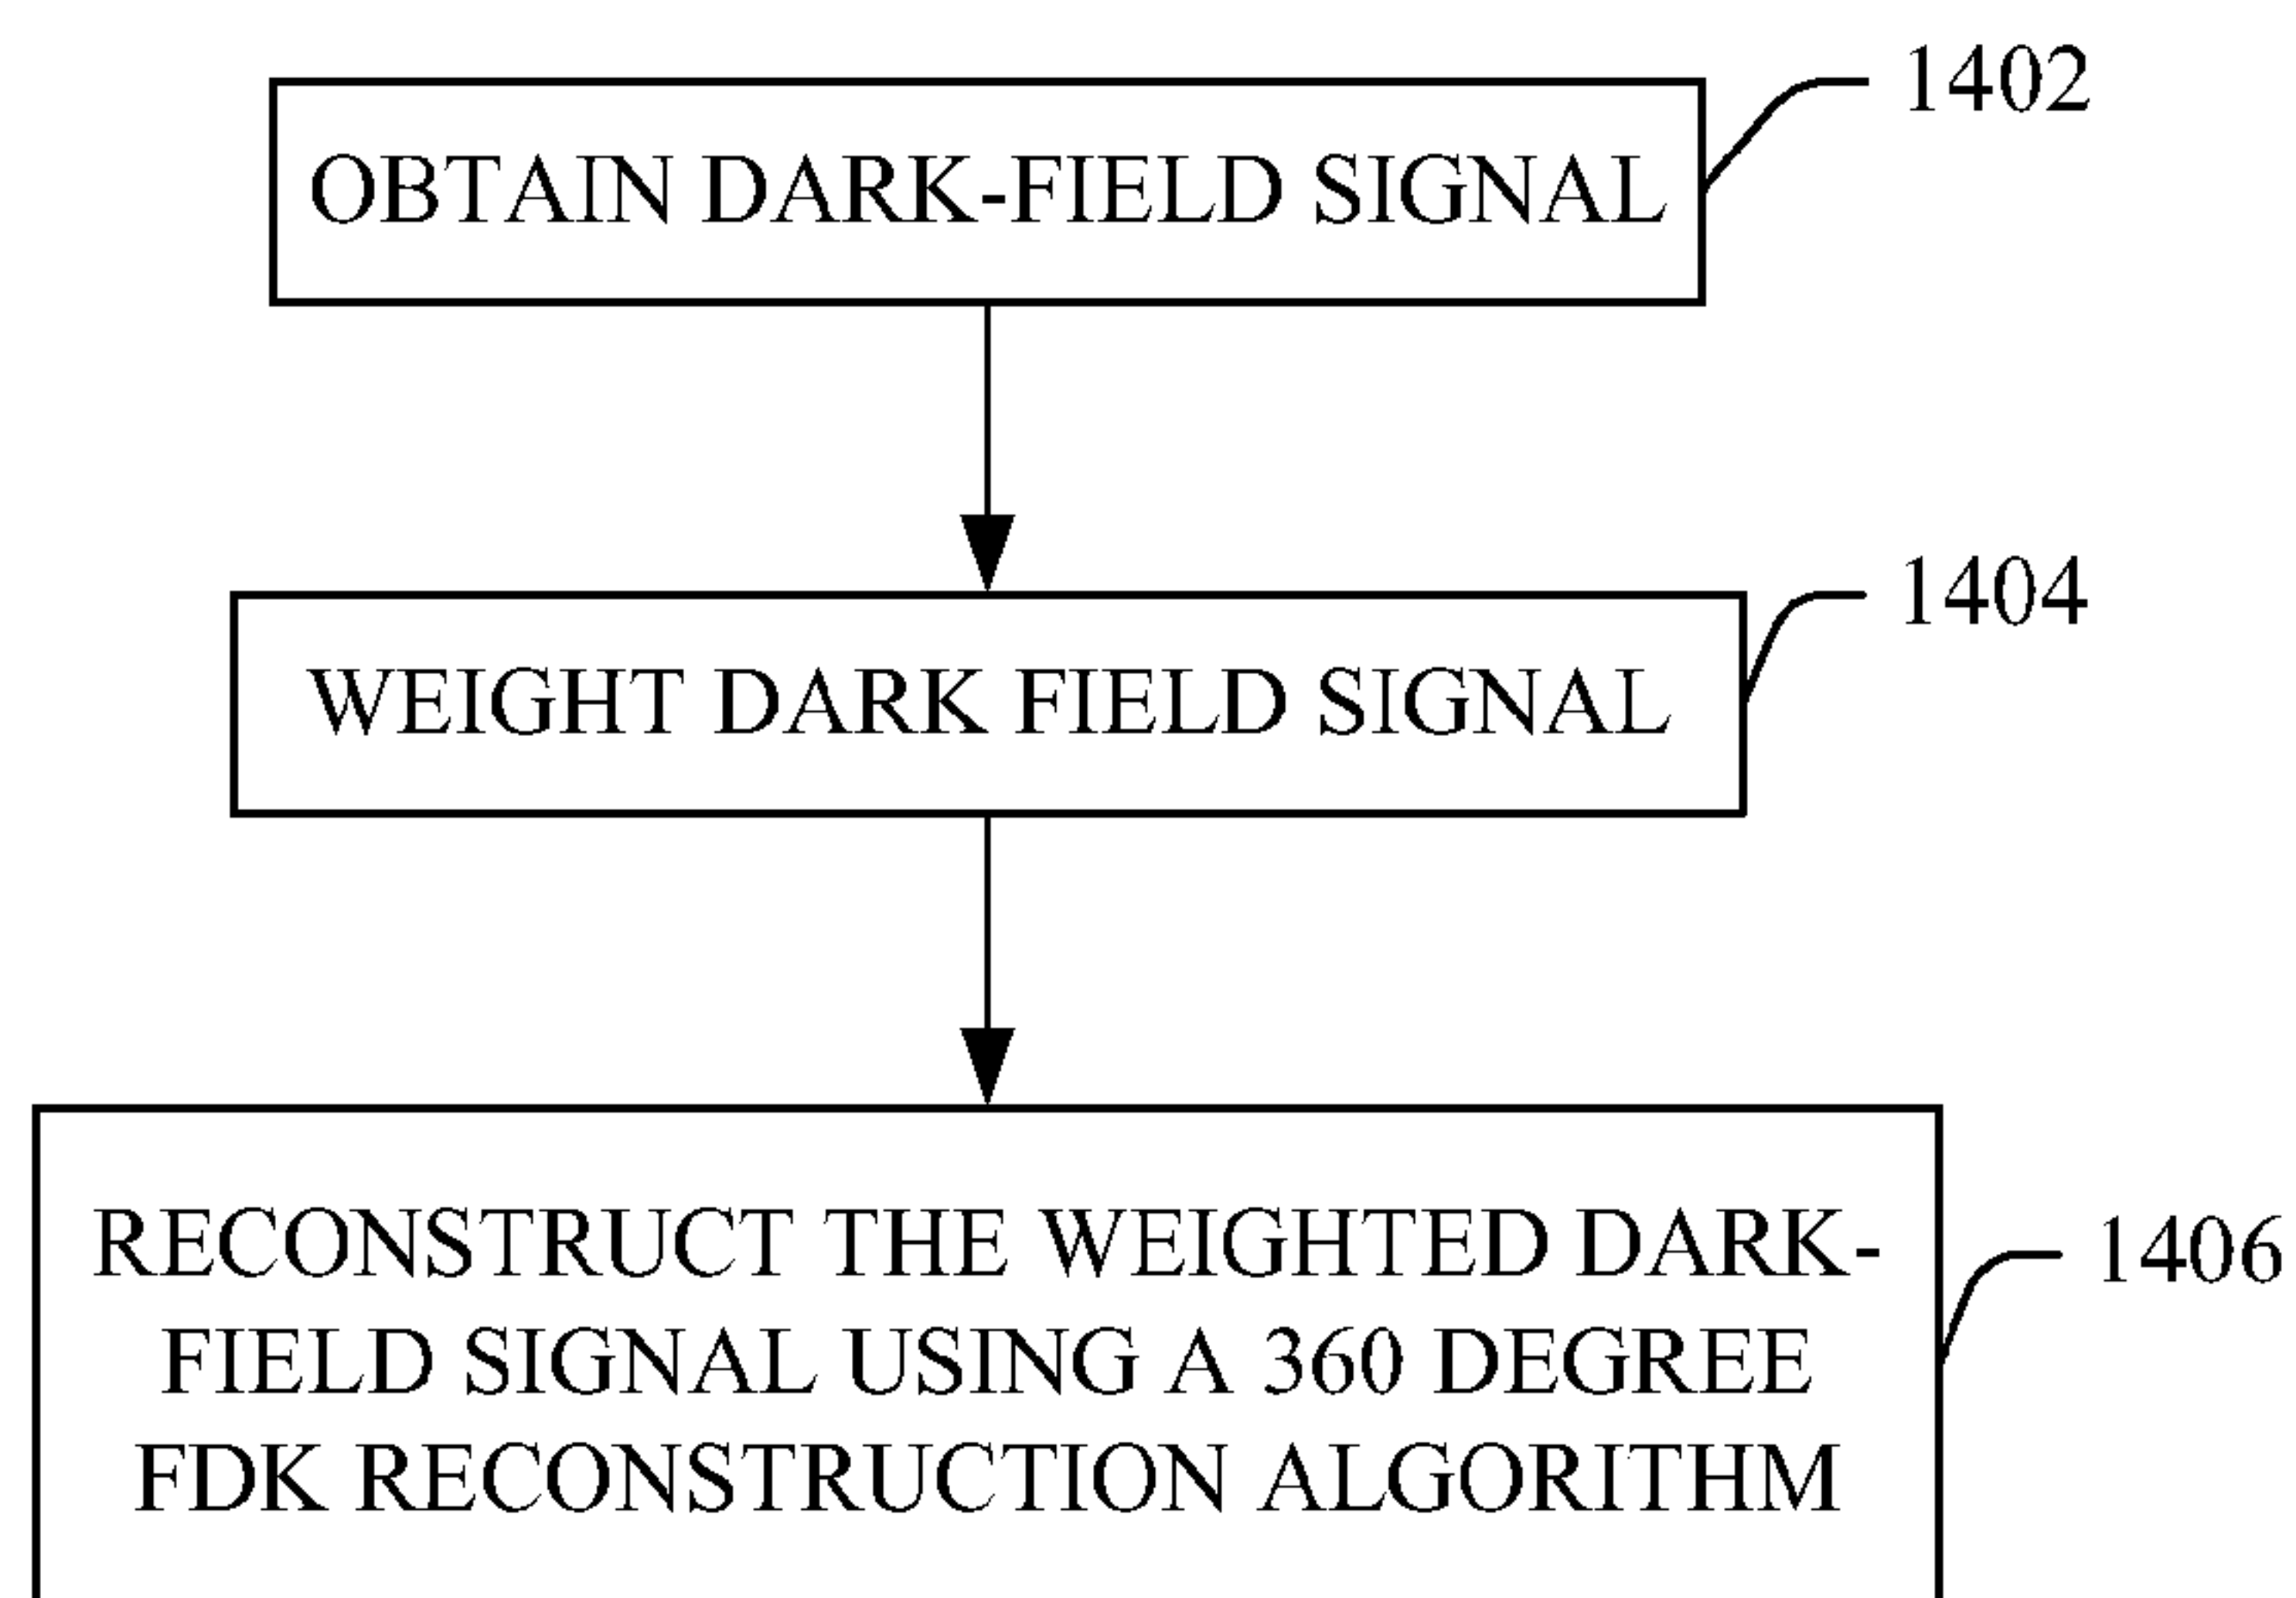 1402
OBTAIN DARK-FIELD SIGNAL
1404
WEIGHT DARK FIELD SIGNAL
RECONSTRUCT THE WEIGHTED DARK-
1406
FIELD SIGNAL USING A 360 DEGREE
FDK RECONSTRUCTION ALGORITHM